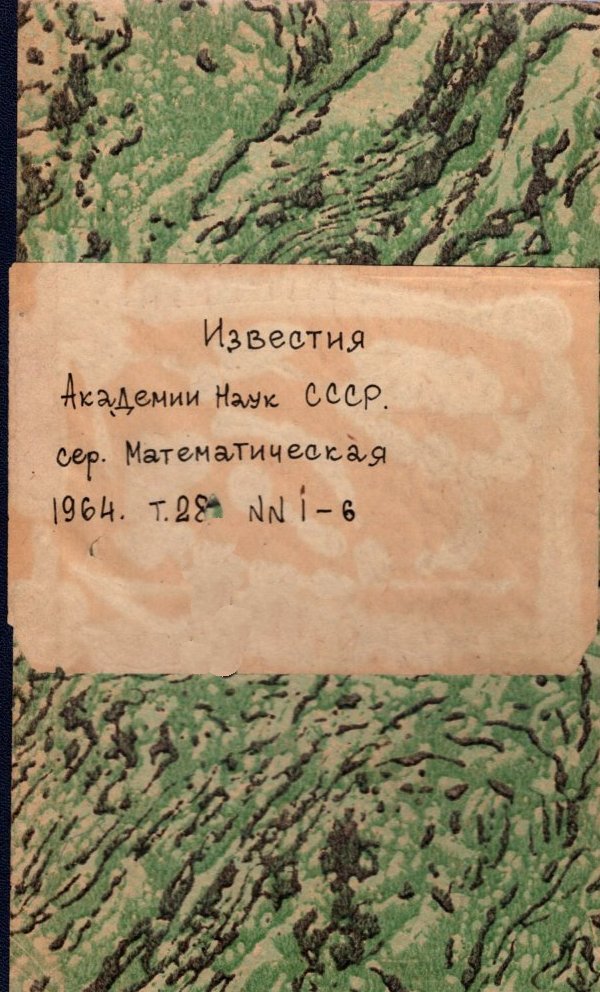 Известия
Академии Наук СССР.
сер. Математическая
1964. т.28 NN 1-6